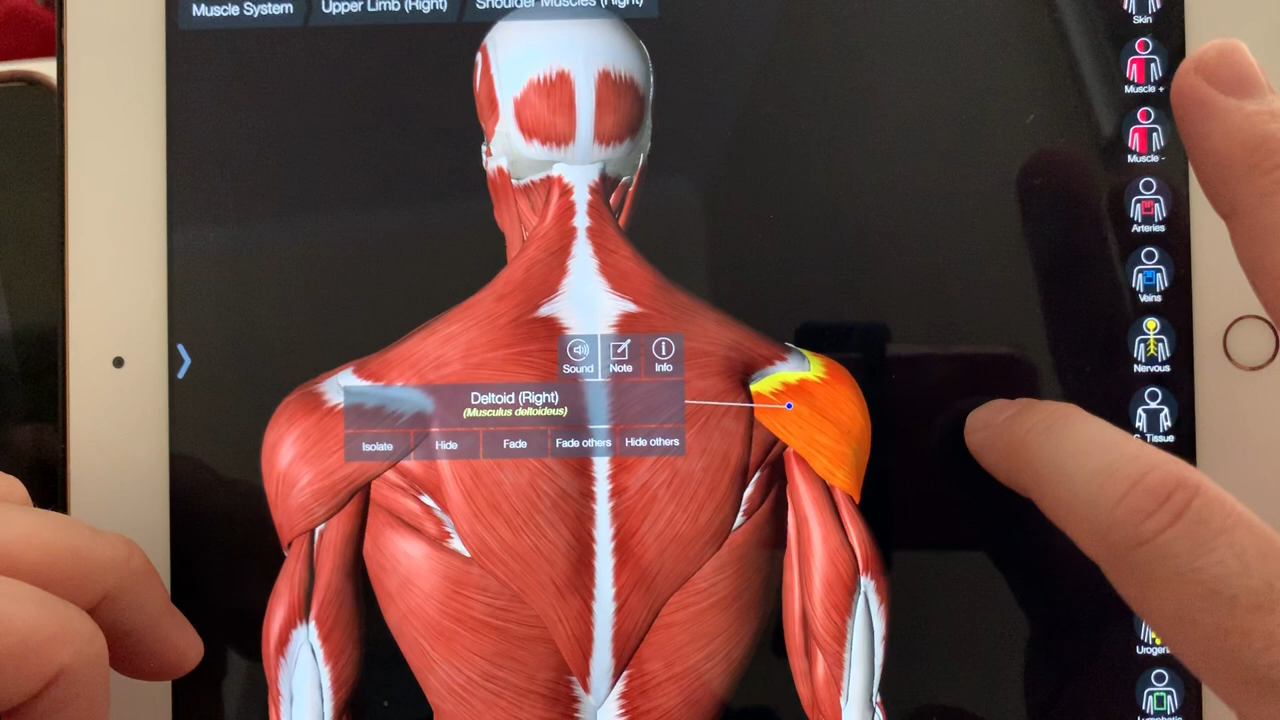 Muscle System
Upper Limb (Right)
Shoulder Muscles (Right)
Skin
Muscle +
Muscle -
Arteries
Veins
Nervous
C. Tissue
Sound
Note
Info
Deltoid (Right)
(Musculus deltoideus)
Isolate
Hide
Fade
Fade others
Hide others